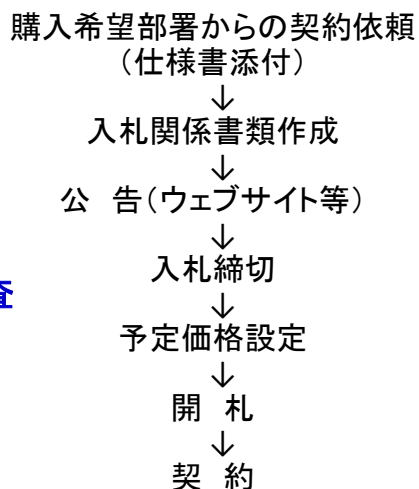 購入希望部署からの契約依頼
(仕様書添付)
↓
入札関係書類作成
↓
公　告(ウェブサイト等)
↓
入札締切
査
↓
予定価格設定
↓
開　札
↓
契　約